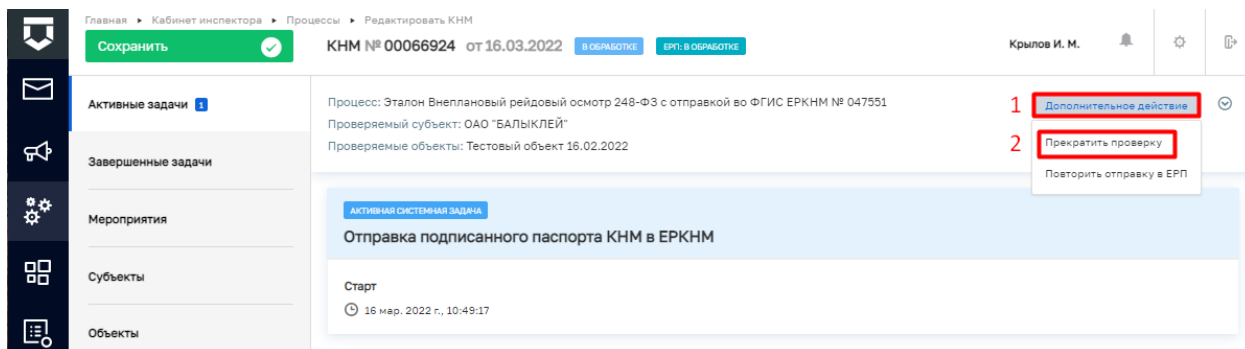 Главная ▸ Кабинет инспектора ▸ Процессы ▸ Редактировать КНМ
Сохранить
КНМ № 00066924 от 16.03.2022 В ОБРАБОТКЕ ЕРП: В ОБРАБОТКЕ
Крылов И. М.
Активные задачи 1
Завершенные задачи
Мероприятия
Субъекты
Объекты
Процесс: Эталон Внеплановый рейдовый осмотр 248-ФЗ с отправкой во ФГИС ЕРКНМ № 047551
Проверяемый субъект: ОАО "БАЛЫКЛЕЙ"
Проверяемые объекты: Тестовый объект 16.02.2022
1 Дополнительное действие
2 Прекратить проверку
Повторить отправку в ЕРП
АКТИВНАЯ СИСТЕМНАЯ ЗАДАЧА
Отправка подписанного паспорта КНМ в ЕРКНМ
Старт
16 мар. 2022 г., 10:49:17